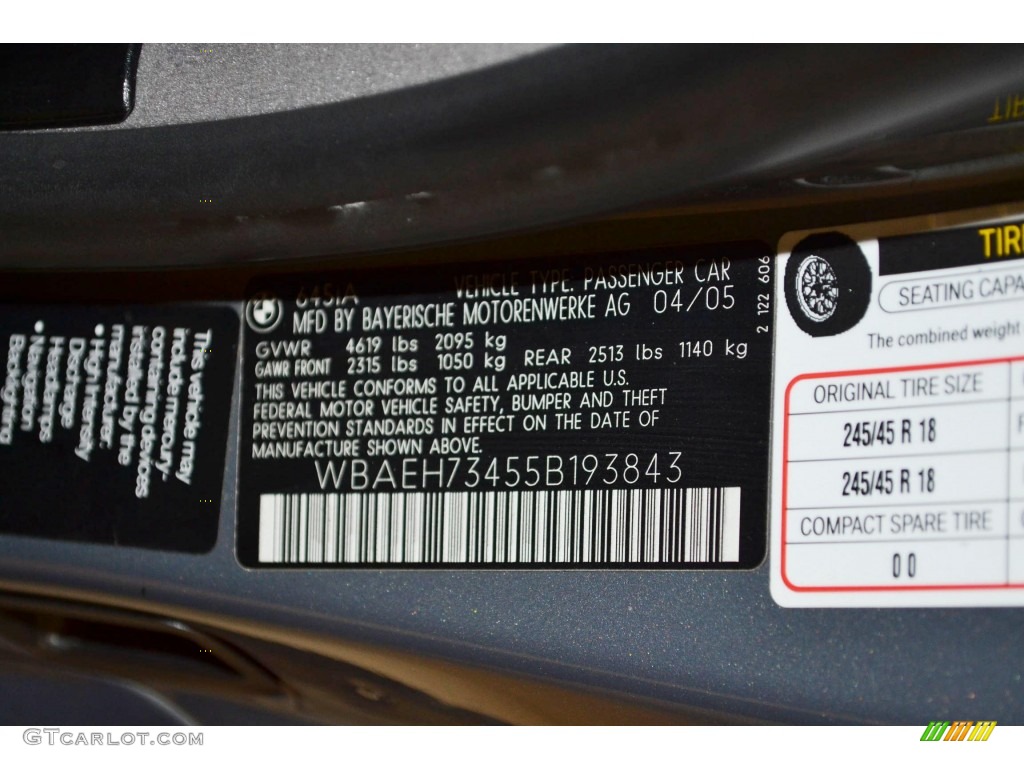 645iA VEHICLE TYPE: PASSENGER CAR
MFD BY BAYERISCHE MOTORENWERKE AG 04/05
GVWR 4619 lbs 2095 kg
GAWR FRONT 2315 lbs 1050 kg REAR 2513 lbs 1140 kg
THIS VEHICLE CONFORMS TO ALL APPLICABLE U.S.
FEDERAL MOTOR VEHICLE SAFETY, BUMPER AND THEFT
PREVENTION STANDARDS IN EFFECT ON THE DATE OF
MANUFACTURE SHOWN ABOVE.
WBAEH73455B193843
2 122 606
This vehicle may
include mercury-
containing devices
installed by the
manufacturer:
• High Intensity
Discharge
Headlamps
• Navigation
Backlighting
SEATING
The combined weight
ORIGINAL TIRE SIZE
245/45 R 18
245/45 R 18
COMPACT SPARE TIRE
0 0
GTCARLOT.COM